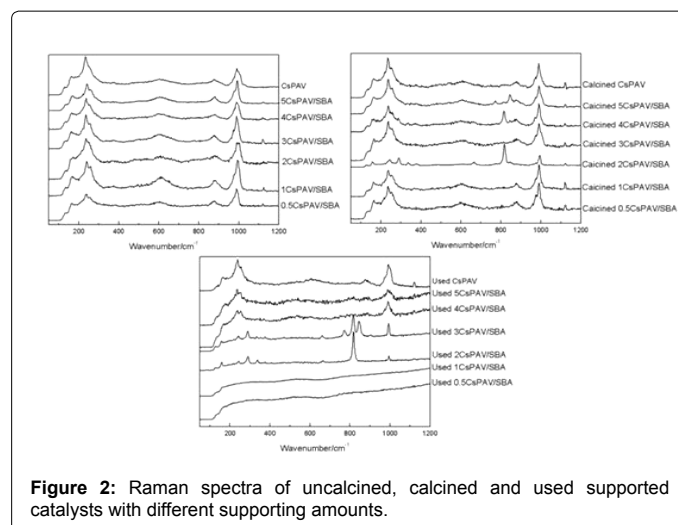 CsPAV
5CsPAV/SBA
4CsPAV/SBA
3CsPAV/SBA
2CsPAV/SBA
1CsPAV/SBA
0.5CsPAV/SBA
200 400 600 800 1000 1200
Wavenumber/cm-1
Calcined CsPAV
Calcined 5CsPAV/SBA
Calcined 4CsPAV/SBA
Calcined 3CsPAV/SBA
Calcined 2CsPAV/SBA
Calcined 1CsPAV/SBA
Calcined 0.5CsPAV/SBA
200 400 600 800 1000 1200
Wavenumber/cm-1
Used CsPAV
Used 5CsPAV/SBA
Used 4CsPAV/SBA
Used 3CsPAV/SBA
Used 2CsPAV/SBA
Used 1CsPAV/SBA
Used 0.5CsPAV/SBA
200 400 600 800 1000 1200
Wavenumber/cm-1
Figure 2: Raman spectra of uncalcined, calcined and used supported
catalysts with different supporting amounts.